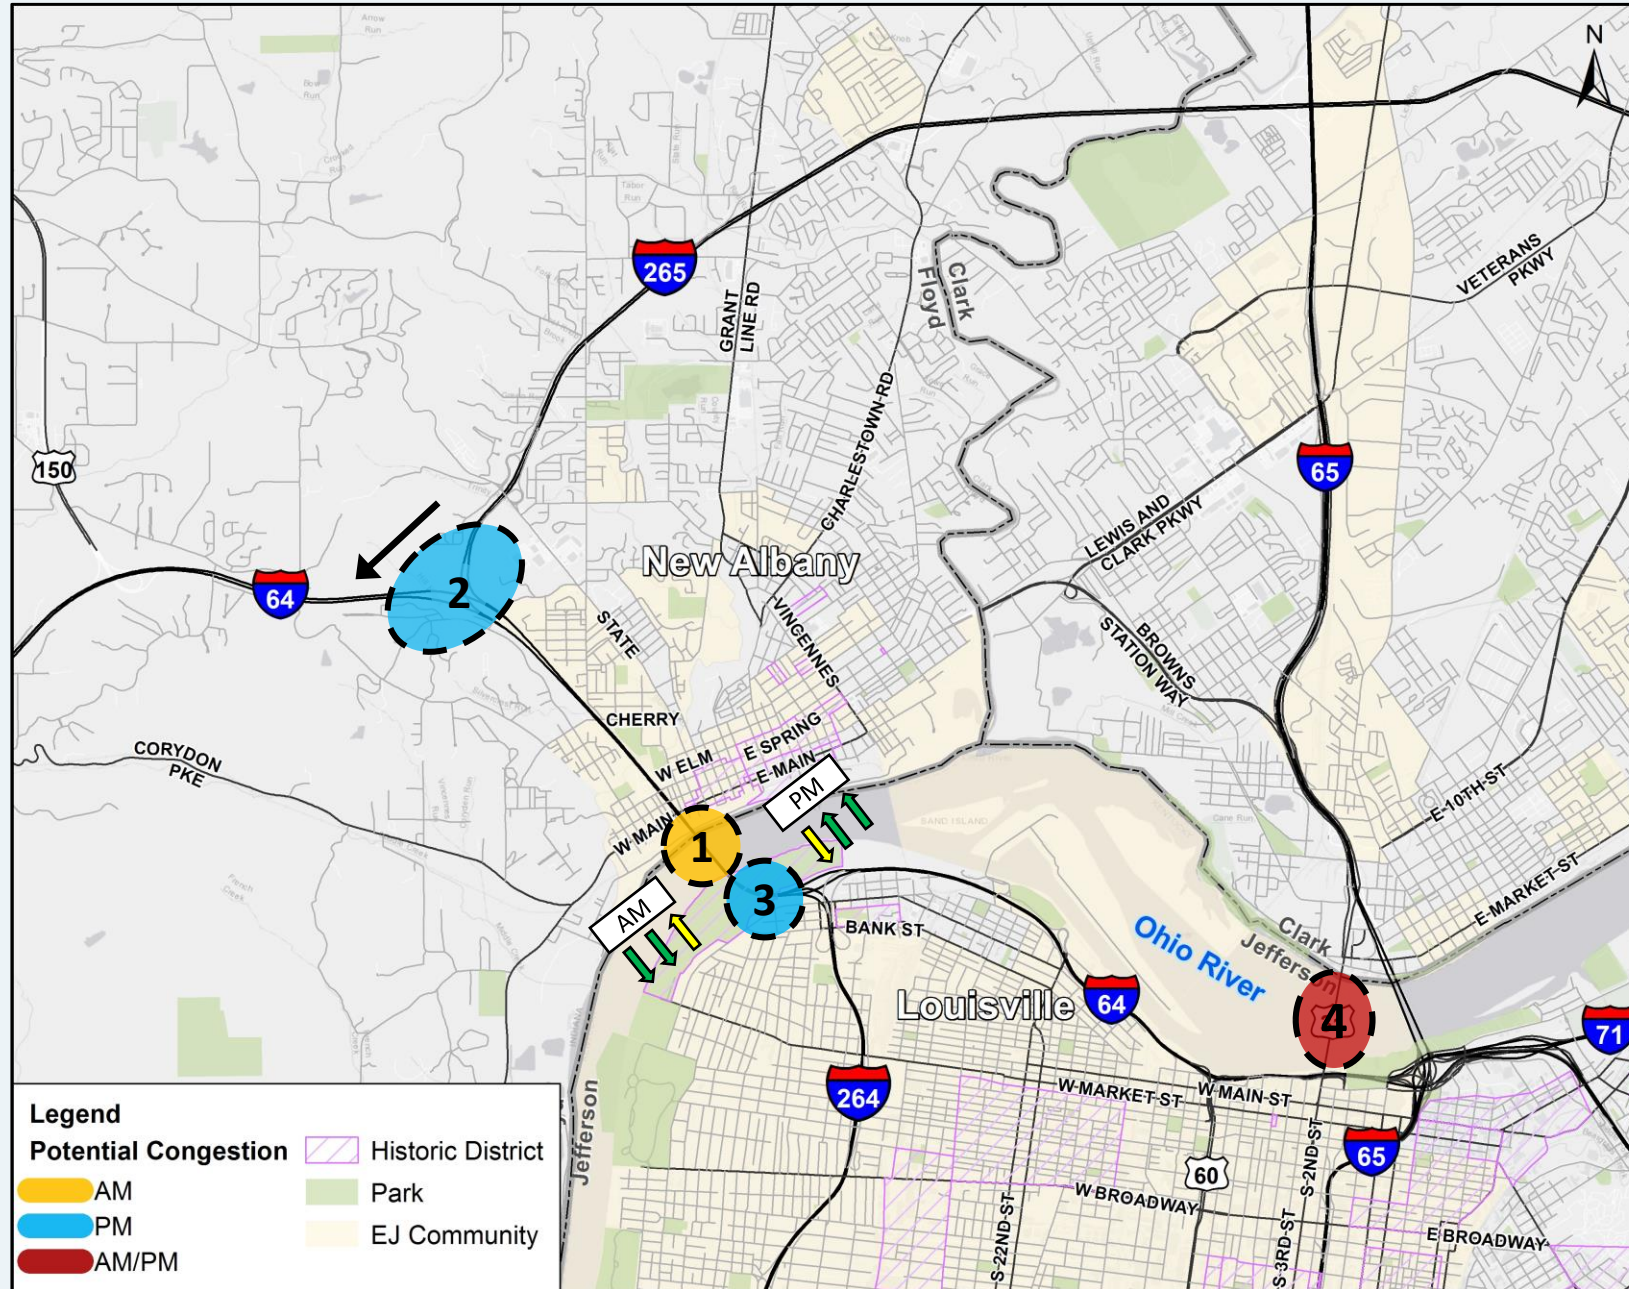 N
265
GRANT
LINE RD
Clark
Floyd
VETERANS
PKWY
CHARLESTOWN RD
150
65
LEWIS AND
CLARK PKWY
New Albany
64
2
STATE
VINCENNES
BROWNS
STATION WAY
CHERRY
CORYDON
PKE
W ELM
E SPRING
E MAIN
W MAIN
PM
1
SAND ISLAND
E 10TH ST
3
AM
BANK ST
E MARKET ST
Ohio River
Clark
Jefferson
Louisville
64
4
71
264
W MARKET ST
W MAIN ST
Jefferson
65
60
S 2ND ST
W BROADWAY
S 22ND ST
S 3RD ST
E BROADWAY
INDIANA
Legend
Potential Congestion
AM
PM
AM/PM
Historic District
Park
EJ Community